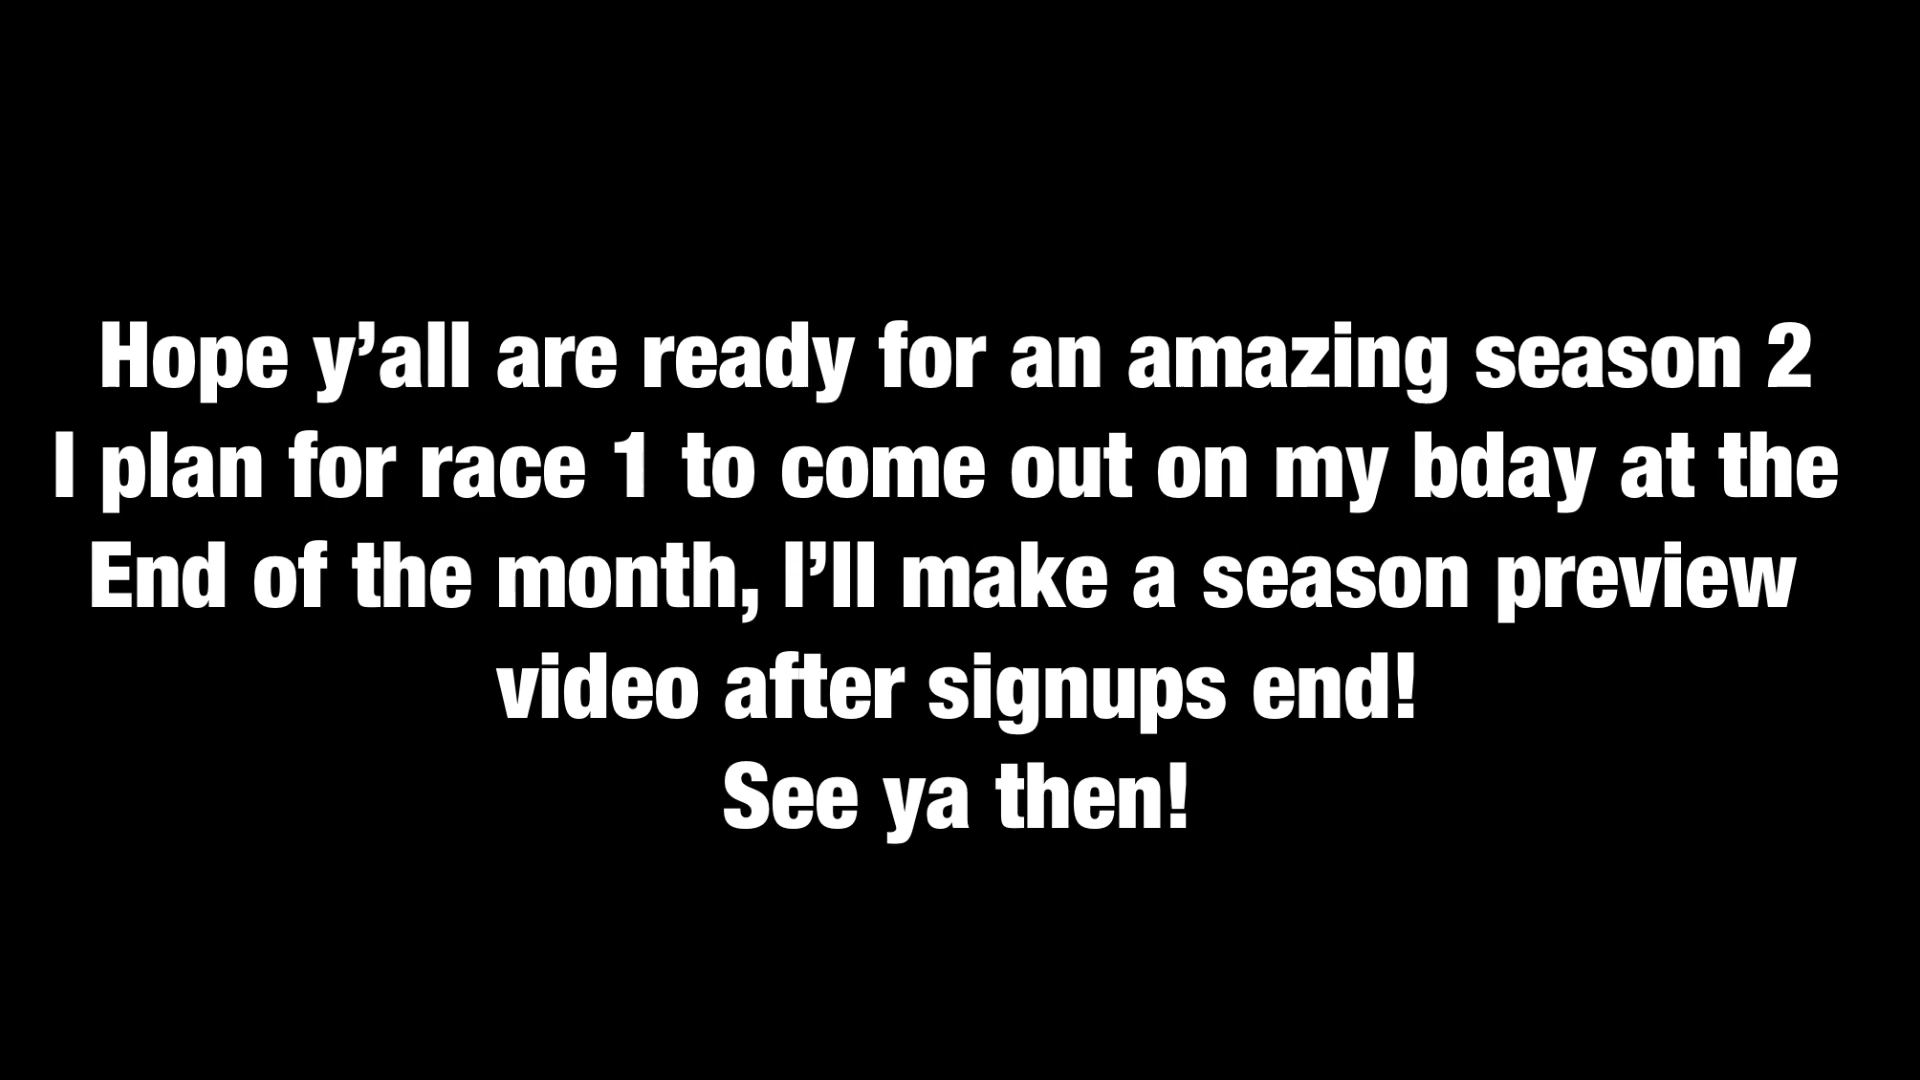 Hope y’all are ready for an amazing season 2
I plan for race 1 to come out on my bday at the
End of the month, I’ll make a season preview
video after signups end!
See ya then!